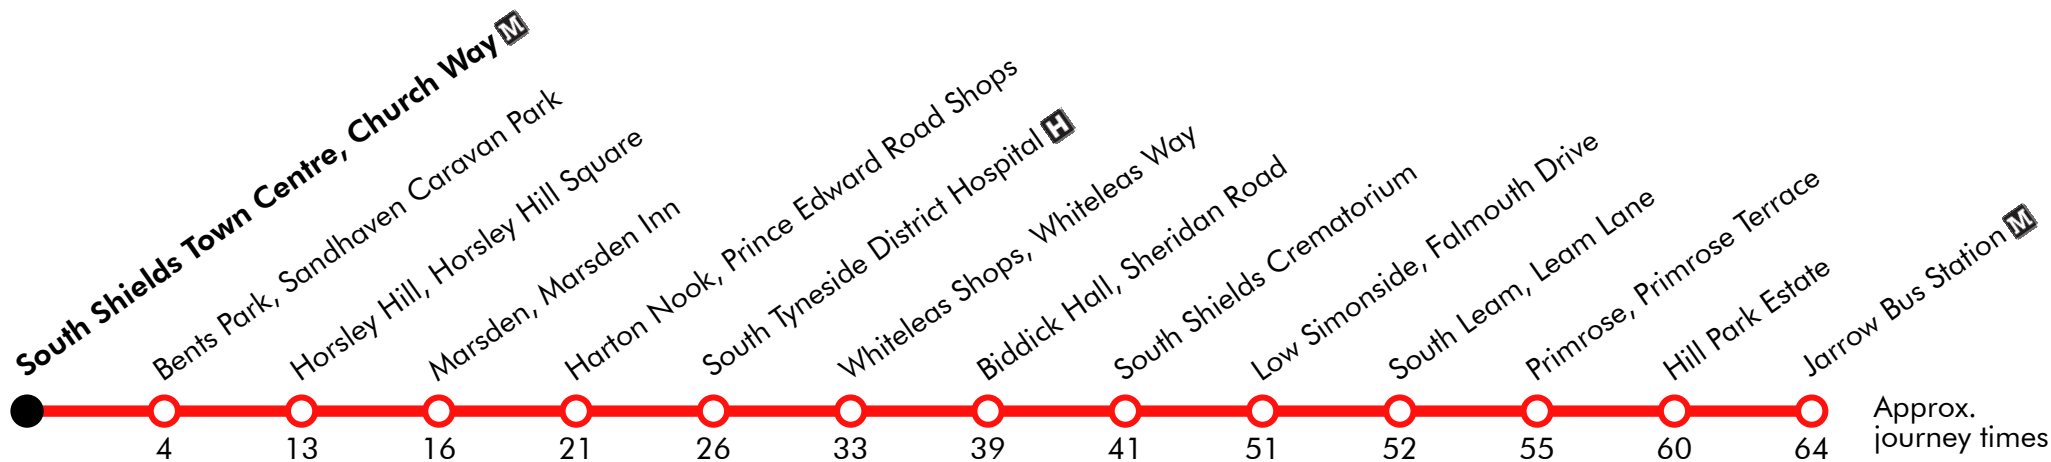 South Shields Town Centre, Church Way M
Bents Park, Sandhaven Caravan Park
Horsley Hill, Horsley Hill Square
Marsden, Marsden Inn
Harton Nook, Prince Edward Road Shops
South Tyneside District Hospital H
Whiteleas Shops, Whiteleas Way
Biddick Hall, Sheridan Road
South Shields Crematorium
Low Simonside, Falmouth Drive
South Leam, Leam Lane
Primrose, Primrose Terrace
Hill Park Estate
Jarrow Bus Station M
4 13 16 21 26 33 39 41 51 52 55 60 64
Approx.
journey times